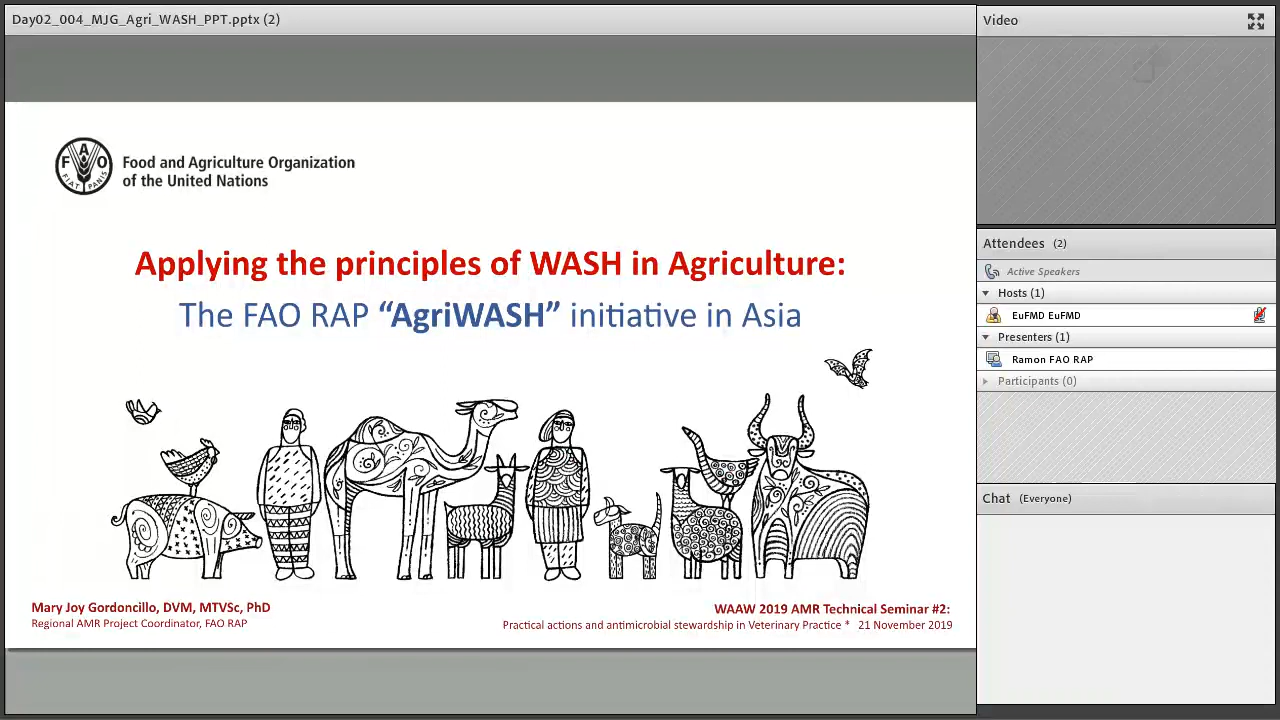 Day02_004_MJG_Agri_WASH_PPT.pptx (2)
FAO
FIAT PANIS
Food and Agriculture Organization
of the United Nations
Applying the principles of WASH in Agriculture:
The FAO RAP “AgriWASH” initiative in Asia
Mary Joy Gordoncillo, DVM, MTVSc, PhD
Regional AMR Project Coordinator, FAO RAP
WAAW 2019 AMR Technical Seminar #2:
Practical actions and antimicrobial stewardship in Veterinary Practice * 21 November 2019
Video
Attendees (2)
Active Speakers
Hosts (1)
EuFMD EuFMD
Presenters (1)
Ramon FAO RAP
Participants (0)
Chat (Everyone)